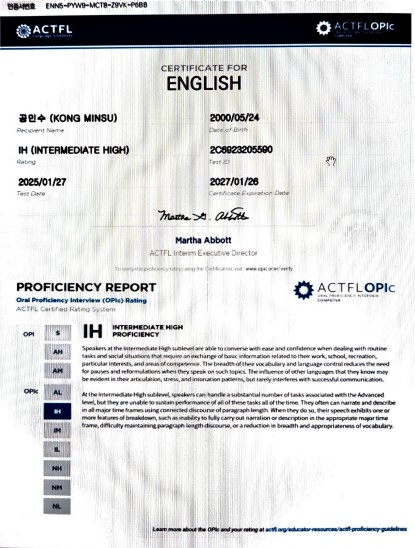 인증서번호 ENN5-PYW9-MCTB-Z9VK-P6BB
ACTFL
ACTFL OPIc
CERTIFICATE FOR
ENGLISH
공민수 (KONG MINSU)
2000/05/24
Recipient Name
Date of Birth
IH (INTERMEDIATE HIGH)
2C6923205590
Rating
Test ID
2025/01/27
2027/01/26
Test Date
Certificate Expiration Date
Martha G. Abbott
Martha Abbott
ACTFL Interim Executive Director
To verify this proficiency rating using the Certification, visit www.opic.or.kr/verify
PROFICIENCY REPORT
ACTFL OPIc
Oral Proficiency Interview (OPIc) Rating
ORAL PROFICIENCY INTERVIEW
COMPUTER
ACTFL Certified Rating System
OPI
S
AH
AM
OPIc
AL
IH
IM
IL
NH
NM
NL
IH INTERMEDIATE HIGH
PROFICIENCY
Speakers at the Intermediate-High sublevel are able to converse with ease and confidence when dealing with routine
tasks and social situations that require an exchange of basic information related to their work, school, recreation,
particular interests, and areas of competence. The breadth of their vocabulary and language control reduces the need
for pauses and reformulations when they speak on such topics. The influence of other languages that they know may
be evident in their articulation, stress, and intonation patterns, but rarely interferes with successful communication.
At the Intermediate-High sublevel, speakers can handle a substantial number of tasks associated with the Advanced
level, but they are unable to sustain performance of all of these tasks all of the time. They often can narrate and describe
in all major time frames using connected discourse of paragraph length. When they do so, their speech exhibits one or
more features of breakdown, such as inability to fully carry out narration or description in the appropriate major time
frame, difficulty maintaining paragraph-length discourse, or a reduction in breadth and appropriateness of vocabulary.
Learn more about the OPIc and your rating at actfl.org/educator-resources/actfl-proficiency-guidelines